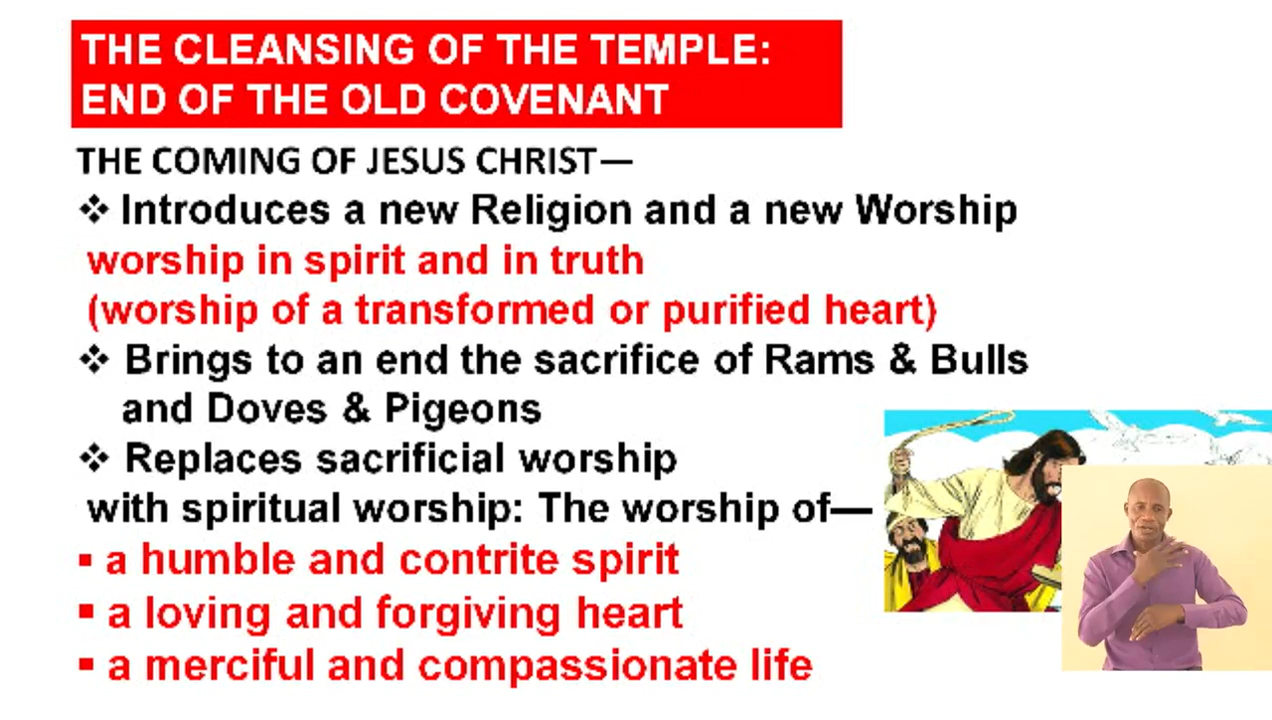 THE CLEANSING OF THE TEMPLE:
END OF THE OLD COVENANT
THE COMING OF JESUS CHRIST—
❖ Introduces a new Religion and a new Worship
worship in spirit and in truth
(worship of a transformed or purified heart)
❖ Brings to an end the sacrifice of Rams & Bulls
and Doves & Pigeons
❖ Replaces sacrificial worship
with spiritual worship: The worship of—
▪ a humble and contrite spirit
▪ a loving and forgiving heart
▪ a merciful and compassionate life